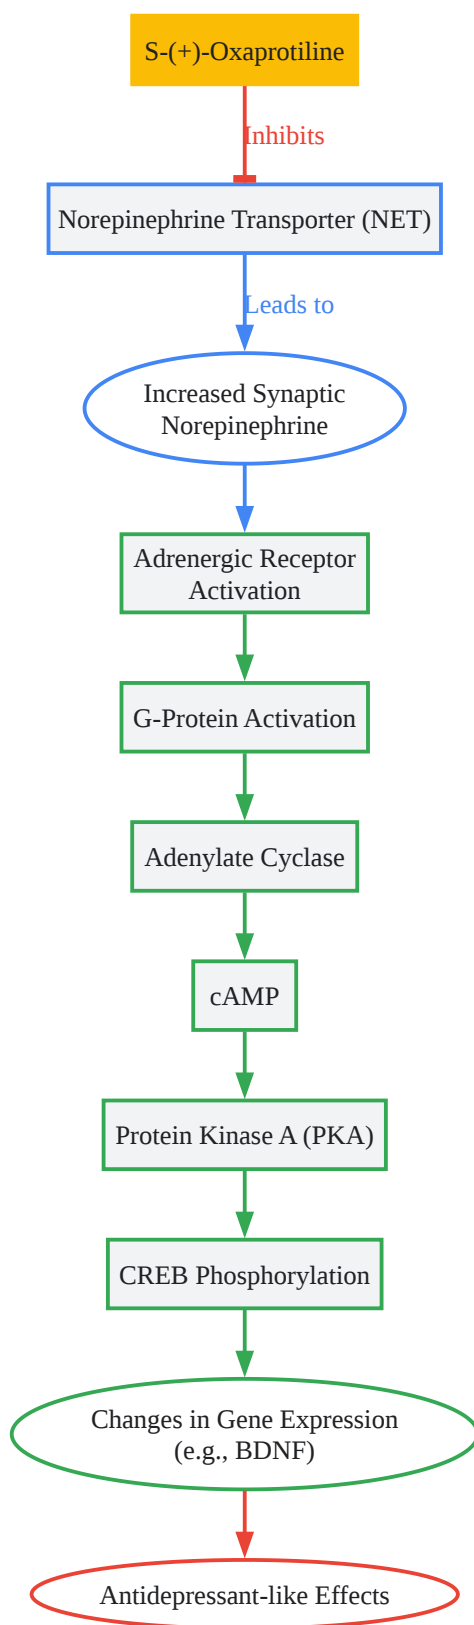 S-(+)-Oxaprotiline
Inhibits
Norepinephrine Transporter (NET)
Leads to
Increased Synaptic
Norepinephrine
Adrenergic Receptor
Activation
G-Protein Activation
Adenylate Cyclase
cAMP
Protein Kinase A (PKA)
CREB Phosphorylation
Changes in Gene Expression
(e.g., BDNF)
Antidepressant-like Effects